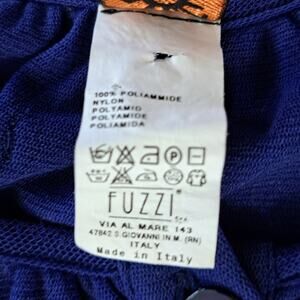 100% POLIAMMIDE
NYLON
POLYAMID
POLYAMIDE
POLIAMIDA
FUZZI
SPA
VIA AL MARE 143
47842 S.GIOVANNI IN M. (RN)
ITALY
Made in Italy